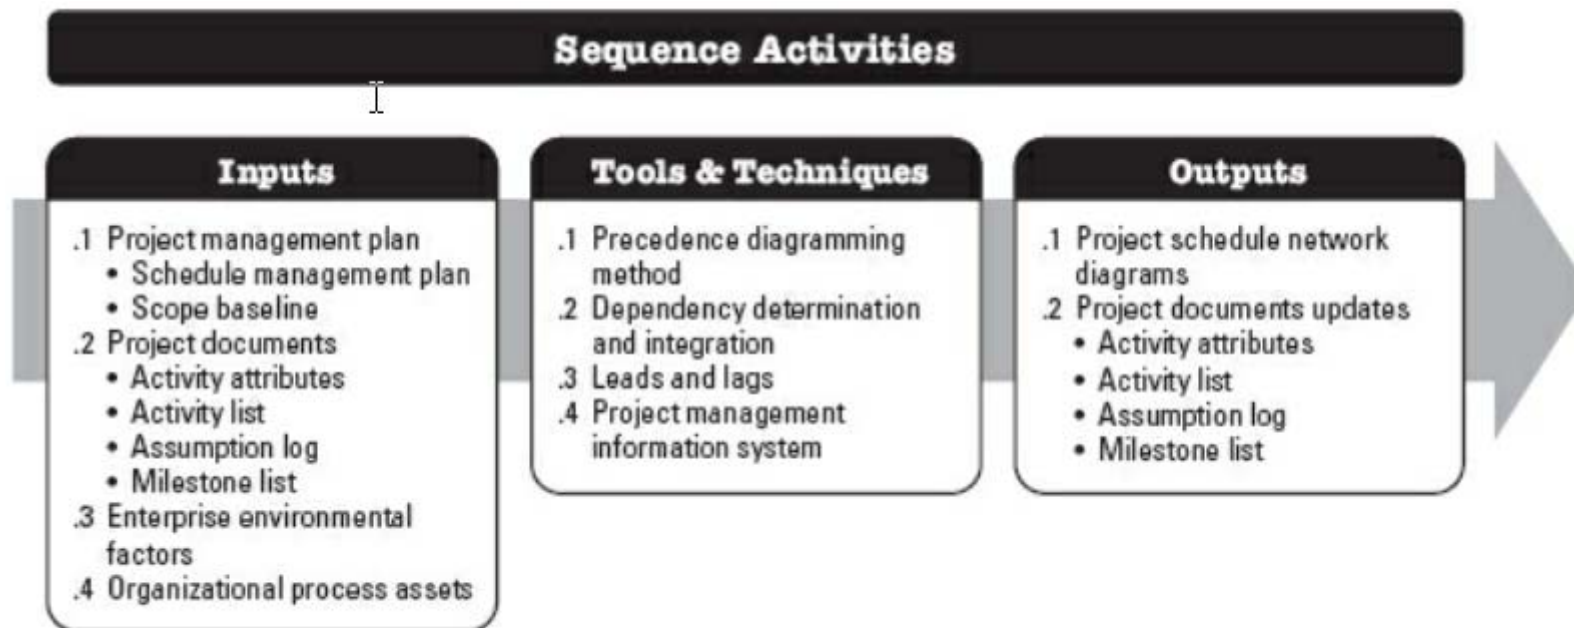 Sequence Activities
Inputs
.1 Project management plan
• Schedule management plan
• Scope baseline
.2 Project documents
• Activity attributes
• Activity list
• Assumption log
• Milestone list
.3 Enterprise environmental
factors
.4 Organizational process assets
Tools & Techniques
.1 Precedence diagramming
method
.2 Dependency determination
and integration
.3 Leads and lags
.4 Project management
information system
Outputs
.1 Project schedule network
diagrams
.2 Project documents updates
• Activity attributes
• Activity list
• Assumption log
• Milestone list